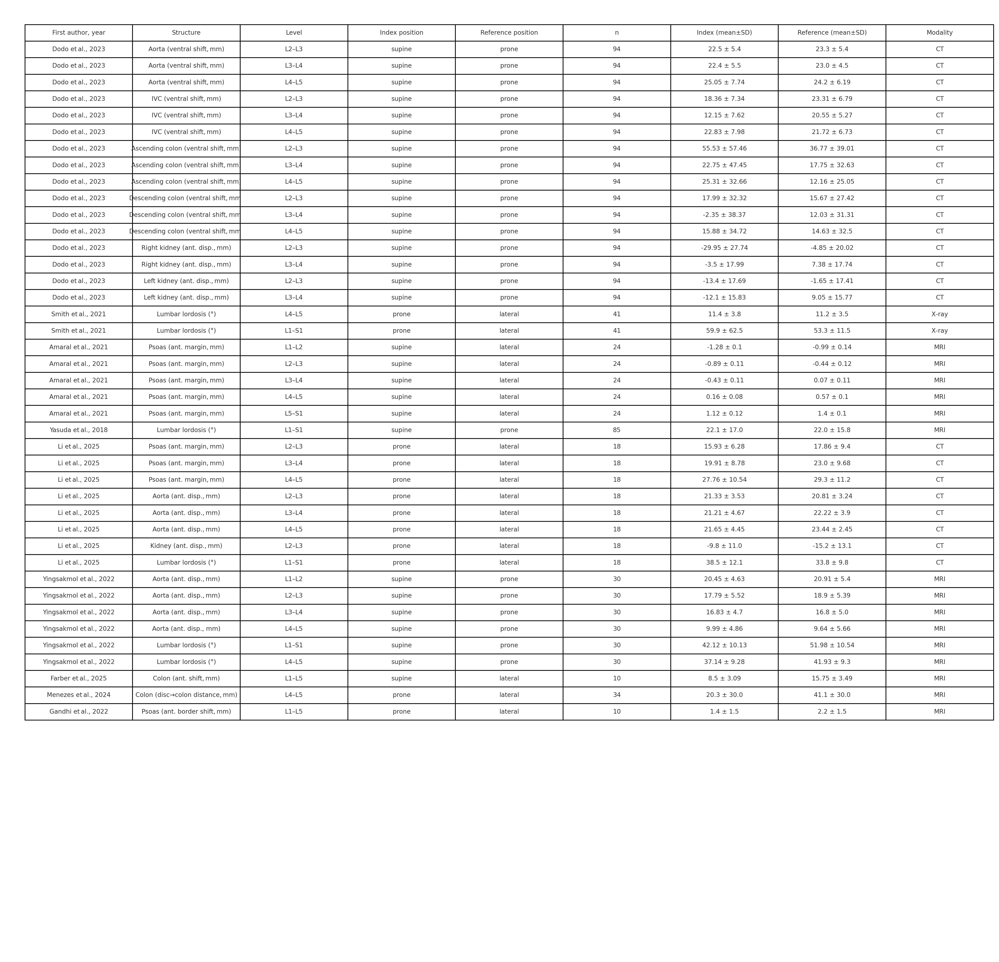 First author, year Structure Level Index position Reference position n Index (mean±SD) Reference (mean±SD) Modality
Dodo et al., 2023 Aorta (ventral shift, mm) L2–L3 supine prone 94 22.5 ± 5.4 23.3 ± 5.4 CT
Dodo et al., 2023 Aorta (ventral shift, mm) L3–L4 supine prone 94 22.4 ± 5.5 23.0 ± 4.5 CT
Dodo et al., 2023 Aorta (ventral shift, mm) L4–L5 supine prone 94 25.05 ± 7.74 24.2 ± 6.19 CT
Dodo et al., 2023 IVC (ventral shift, mm) L2–L3 supine prone 94 18.36 ± 7.34 23.31 ± 6.79 CT
Dodo et al., 2023 IVC (ventral shift, mm) L3–L4 supine prone 94 12.15 ± 7.62 20.55 ± 5.27 CT
Dodo et al., 2023 IVC (ventral shift, mm) L4–L5 supine prone 94 22.83 ± 7.98 21.72 ± 6.73 CT
Dodo et al., 2023 Ascending colon (ventral shift, mm) L2–L3 supine prone 94 55.53 ± 57.46 36.77 ± 39.01 CT
Dodo et al., 2023 Ascending colon (ventral shift, mm) L3–L4 supine prone 94 22.75 ± 47.45 17.75 ± 32.63 CT
Dodo et al., 2023 Ascending colon (ventral shift, mm) L4–L5 supine prone 94 25.31 ± 32.66 12.16 ± 25.05 CT
Dodo et al., 2023 Descending colon (ventral shift, mm L2–L3 supine prone 94 17.99 ± 32.32 15.67 ± 27.42 CT
Dodo et al., 2023 Descending colon (ventral shift, mm L3–L4 supine prone 94 -2.35 ± 38.37 12.03 ± 31.31 CT
Dodo et al., 2023 Descending colon (ventral shift, mm L4–L5 supine prone 94 15.88 ± 34.72 14.63 ± 32.5 CT
Dodo et al., 2023 Right kidney (ant. disp., mm) L2–L3 supine prone 94 -29.95 ± 27.74 -4.85 ± 20.02 CT
Dodo et al., 2023 Right kidney (ant. disp., mm) L3–L4 supine prone 94 -3.5 ± 17.99 7.38 ± 17.74 CT
Dodo et al., 2023 Left kidney (ant. disp., mm) L2–L3 supine prone 94 -13.4 ± 17.69 -1.65 ± 17.41 CT
Dodo et al., 2023 Left kidney (ant. disp., mm) L3–L4 supine prone 94 -12.1 ± 15.83 9.05 ± 15.77 CT
Smith et al., 2021 Lumbar lordosis (°) L4–L5 prone lateral 41 11.4 ± 3.8 11.2 ± 3.5 X-ray
Smith et al., 2021 Lumbar lordosis (°) L1–S1 prone lateral 41 59.9 ± 62.5 53.3 ± 11.5 X-ray
Amaral et al., 2021 Psoas (ant. margin, mm) L1–L2 supine lateral 24 -1.28 ± 0.1 -0.99 ± 0.14 MRI
Amaral et al., 2021 Psoas (ant. margin, mm) L2–L3 supine lateral 24 -0.89 ± 0.11 -0.44 ± 0.12 MRI
Amaral et al., 2021 Psoas (ant. margin, mm) L3–L4 supine lateral 24 -0.43 ± 0.11 0.07 ± 0.11 MRI
Amaral et al., 2021 Psoas (ant. margin, mm) L4–L5 supine lateral 24 0.16 ± 0.08 0.57 ± 0.1 MRI
Amaral et al., 2021 Psoas (ant. margin, mm) L5–S1 supine lateral 24 1.12 ± 0.12 1.4 ± 0.1 MRI
Yasuda et al., 2018 Lumbar lordosis (°) L1–S1 supine prone 85 22.1 ± 17.0 22.0 ± 15.8 MRI
Li et al., 2025 Psoas (ant. margin, mm) L2–L3 prone lateral 18 15.93 ± 6.28 17.86 ± 9.4 CT
Li et al., 2025 Psoas (ant. margin, mm) L3–L4 prone lateral 18 19.91 ± 8.78 23.0 ± 9.68 CT
Li et al., 2025 Psoas (ant. margin, mm) L4–L5 prone lateral 18 27.76 ± 10.54 29.3 ± 11.2 CT
Li et al., 2025 Aorta (ant. disp., mm) L2–L3 prone lateral 18 21.33 ± 3.53 20.81 ± 3.24 CT
Li et al., 2025 Aorta (ant. disp., mm) L3–L4 prone lateral 18 21.21 ± 4.67 22.22 ± 3.9 CT
Li et al., 2025 Aorta (ant. disp., mm) L4–L5 prone lateral 18 21.65 ± 4.45 23.44 ± 2.45 CT
Li et al., 2025 Kidney (ant. disp., mm) L2–L3 prone lateral 18 -9.8 ± 11.0 -15.2 ± 13.1 CT
Li et al., 2025 Lumbar lordosis (°) L1–S1 prone lateral 18 38.5 ± 12.1 33.8 ± 9.8 CT
Yingsakmol et al., 2022 Aorta (ant. disp., mm) L1–L2 supine prone 30 20.45 ± 4.63 20.91 ± 5.4 MRI
Yingsakmol et al., 2022 Aorta (ant. disp., mm) L2–L3 supine prone 30 17.79 ± 5.52 18.9 ± 5.39 MRI
Yingsakmol et al., 2022 Aorta (ant. disp., mm) L3–L4 supine prone 30 16.83 ± 4.7 16.8 ± 5.0 MRI
Yingsakmol et al., 2022 Aorta (ant. disp., mm) L4–L5 supine prone 30 9.99 ± 4.86 9.64 ± 5.66 MRI
Yingsakmol et al., 2022 Lumbar lordosis (°) L1–S1 supine prone 30 42.12 ± 10.13 51.98 ± 10.54 MRI
Yingsakmol et al., 2022 Lumbar lordosis (°) L4–L5 supine prone 30 37.14 ± 9.28 41.93 ± 9.3 MRI
Farber et al., 2025 Colon (ant. shift, mm) L1–L5 supine lateral 10 8.5 ± 3.09 15.75 ± 3.49 MRI
Menezes et al., 2024 Colon (disc→colon distance, mm) L4–L5 prone lateral 34 20.3 ± 30.0 41.1 ± 30.0 MRI
Gandhi et al., 2022 Psoas (ant. border shift, mm) L1–L5 prone lateral 10 1.4 ± 1.5 2.2 ± 1.5 MRI